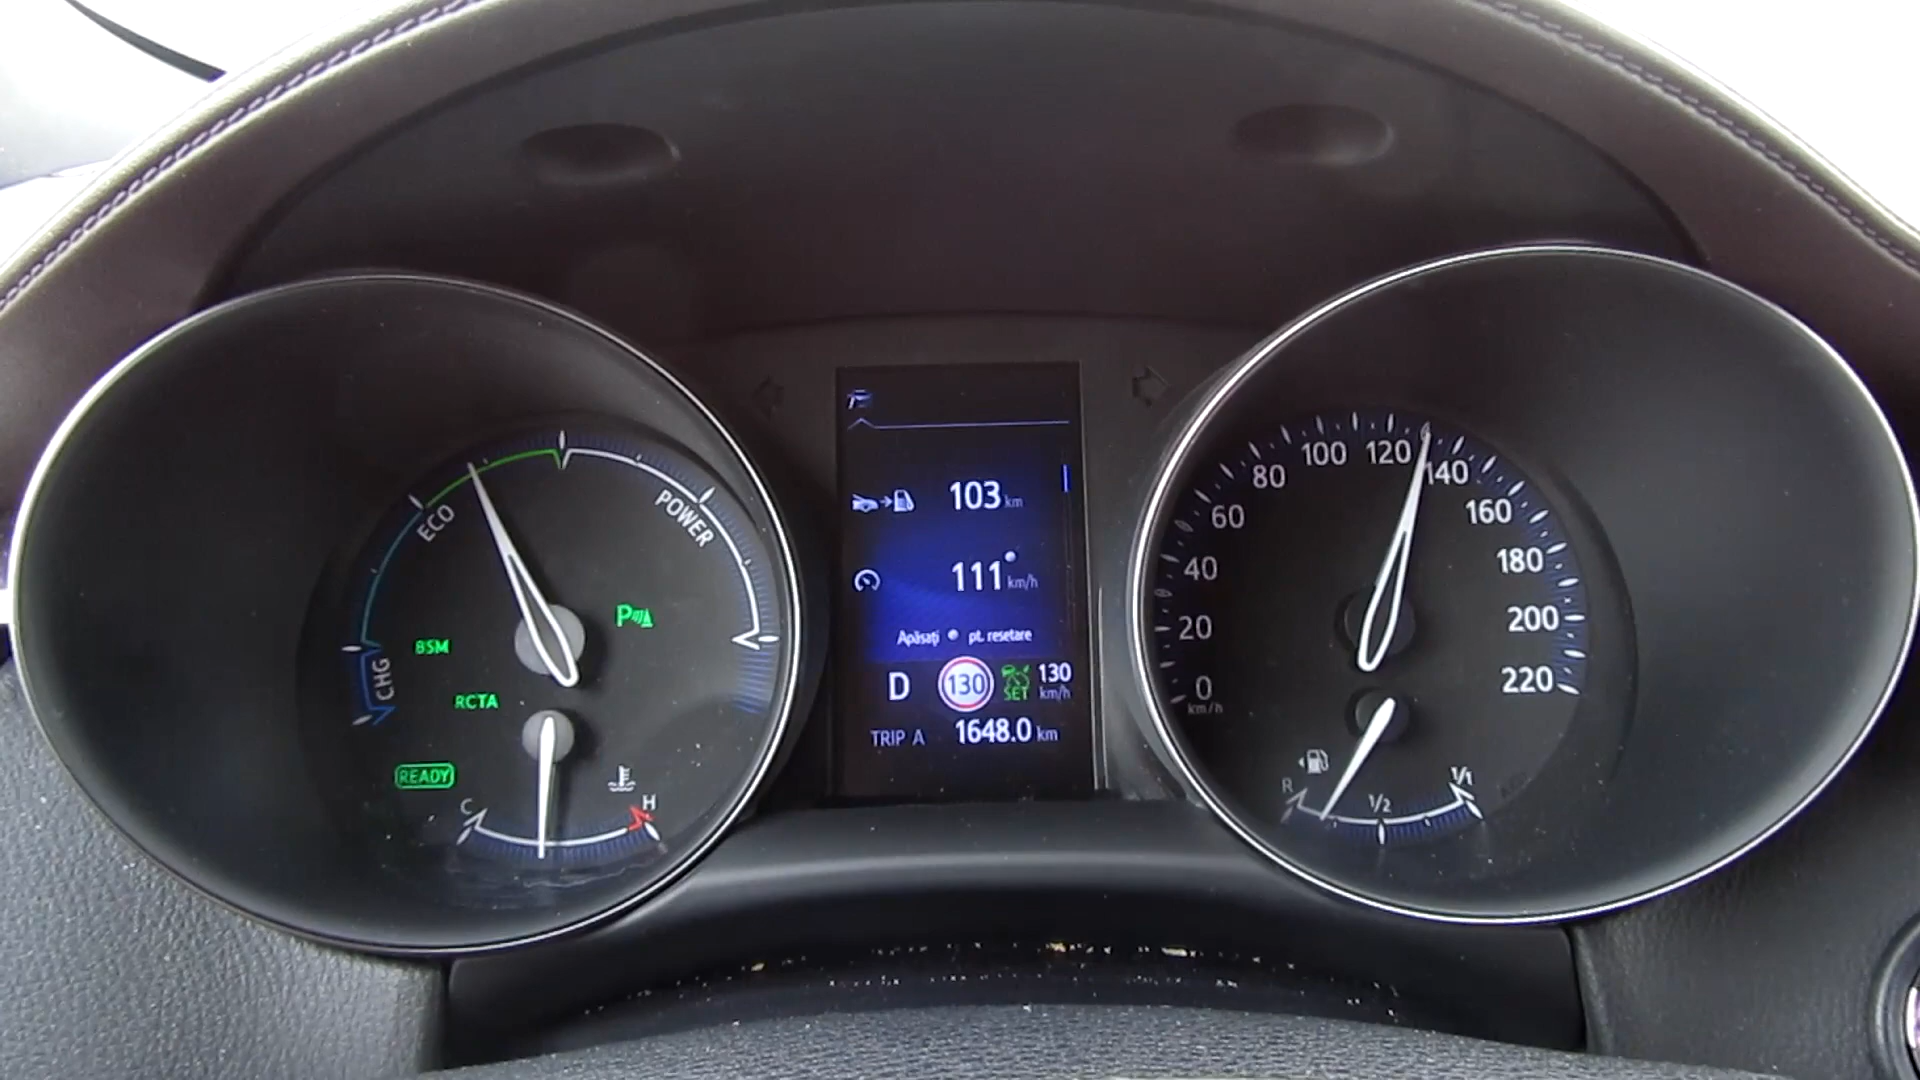 ECO
POWER
CHG
BSM
P
RCTA
READY
C
H
103 km
111 km/h
Apăsați pt. resetare
D 130 SET 130 km/h
TRIP A 1648.0 km
0
20
40
60
80
100
120
140
160
180
200
220
km/h
R
1/2
1/1